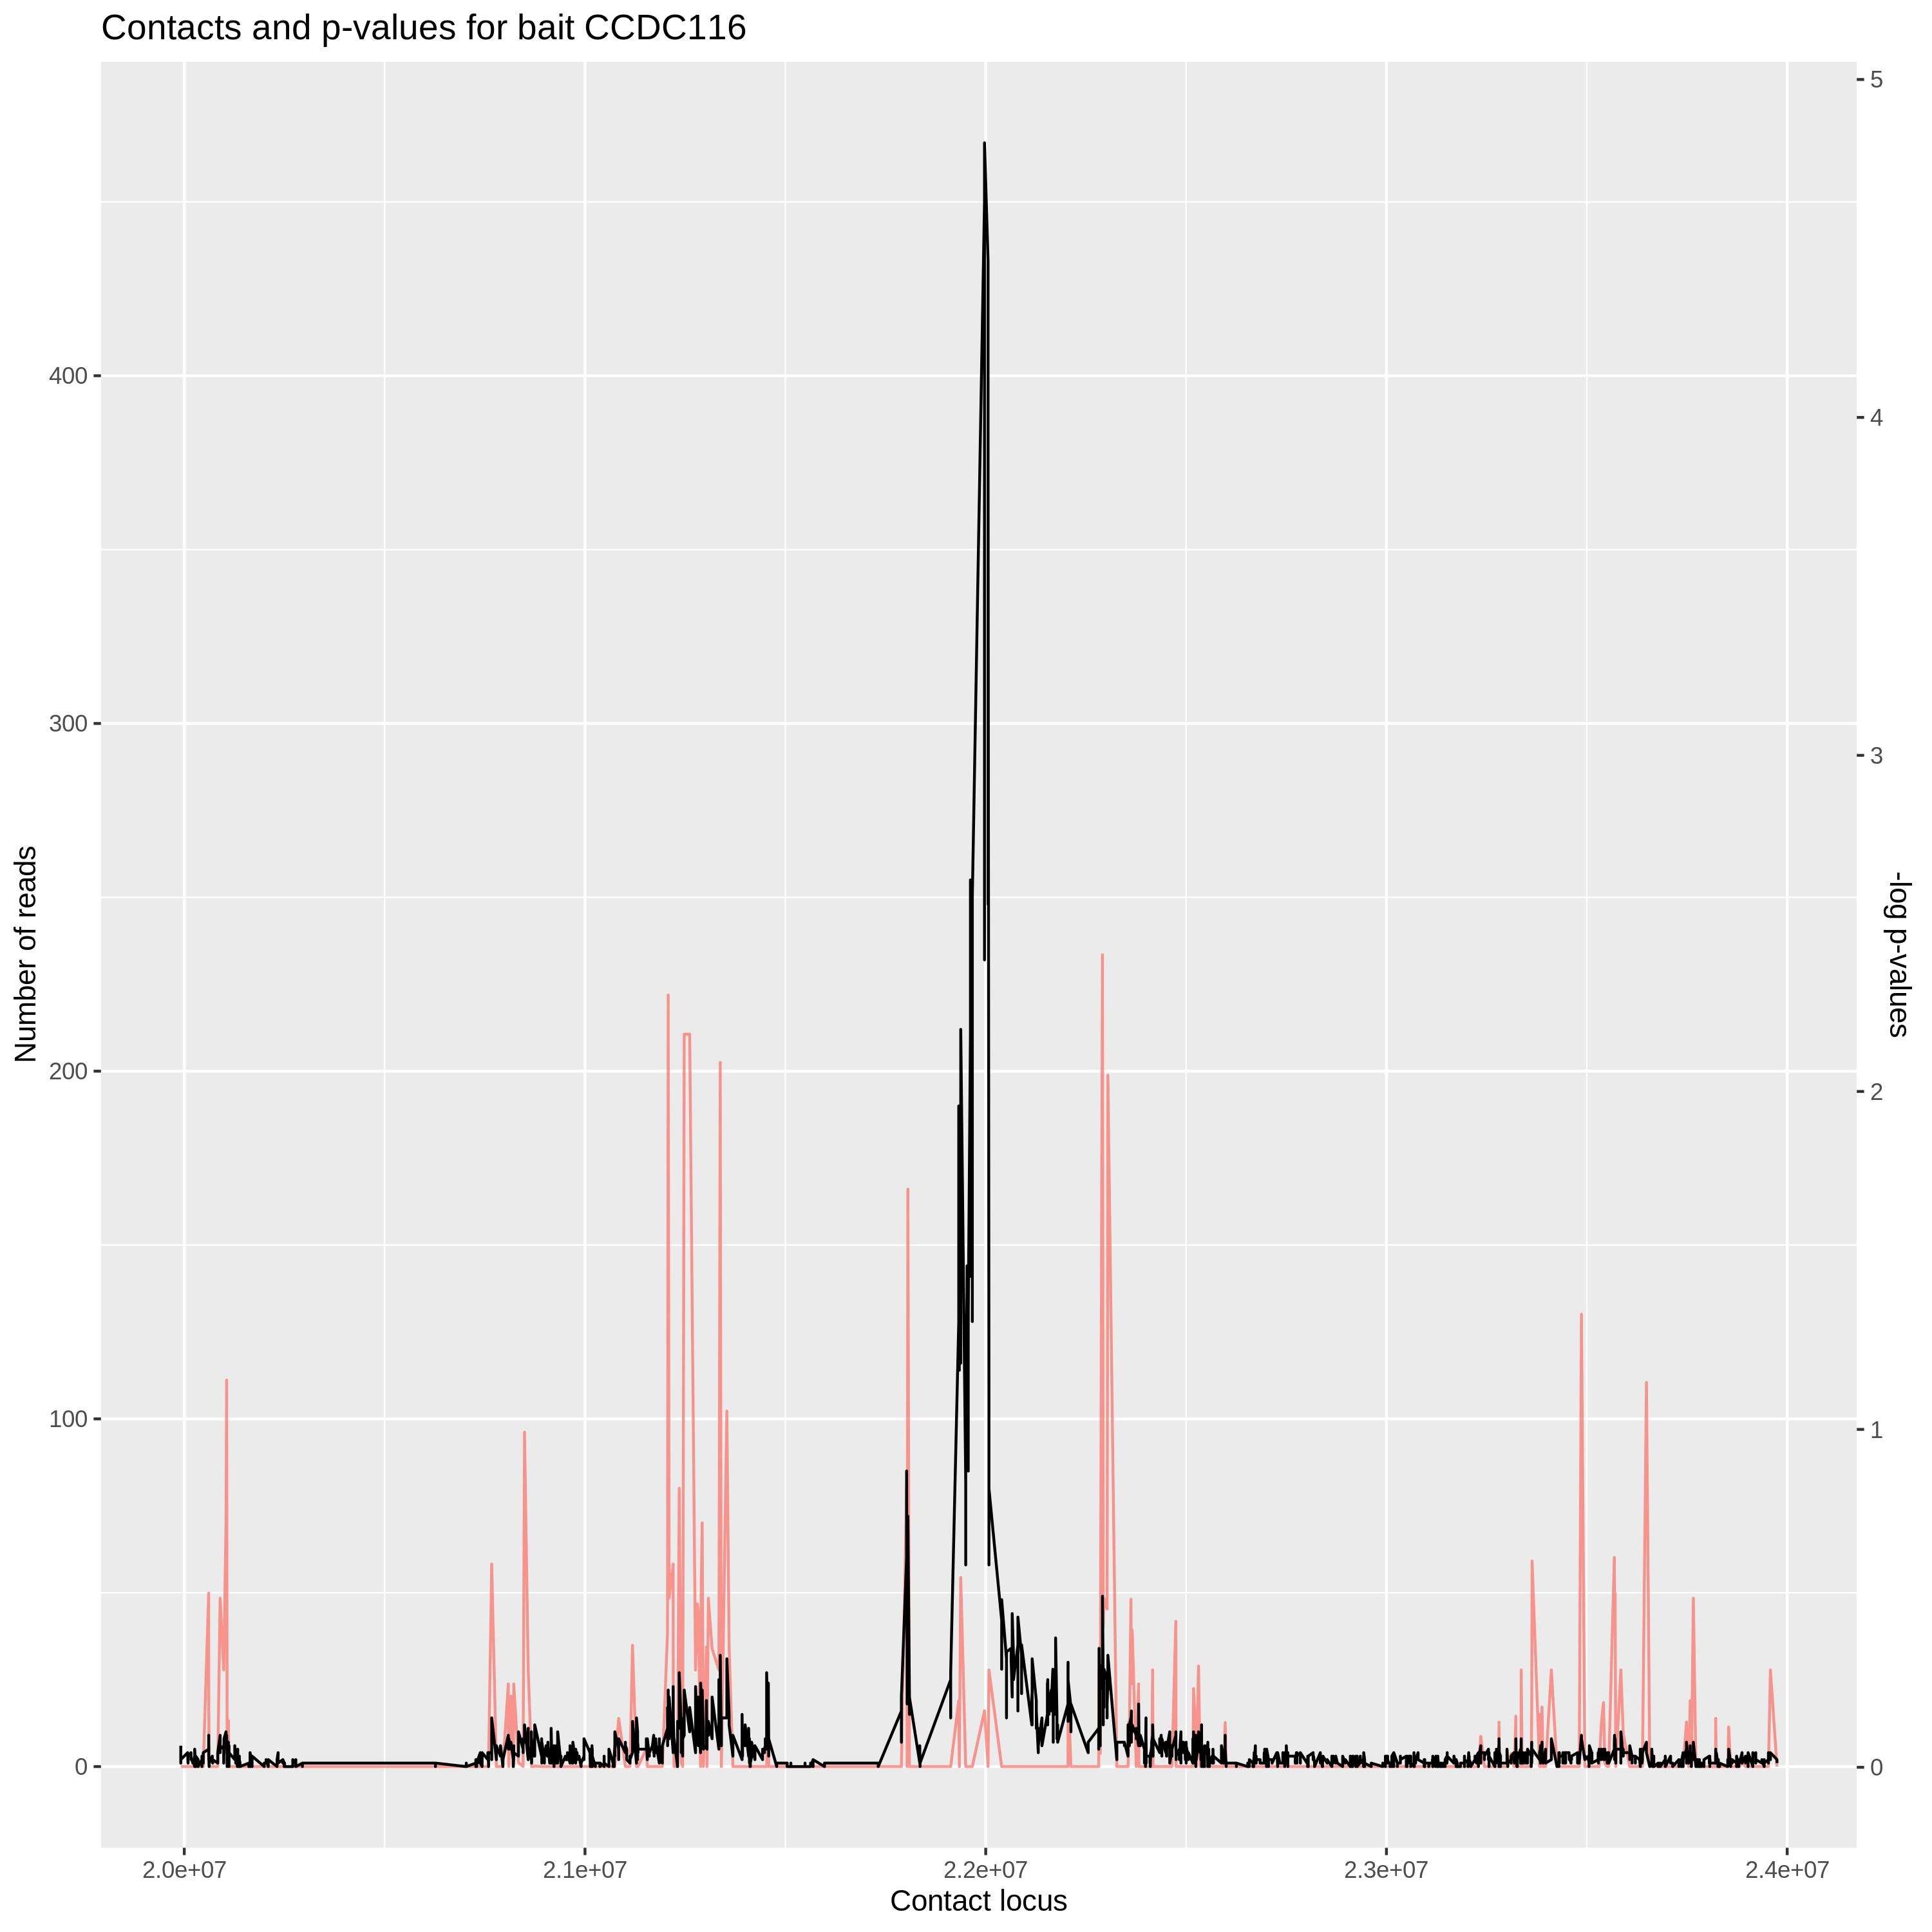 Contacts and p-values for bait CCDC116
5
4
3
2
1
0
400
300
200
100
0
Number of reads
-log p-values
2.0e+07
2.1e+07
2.2e+07
2.3e+07
2.4e+07
Contact locus